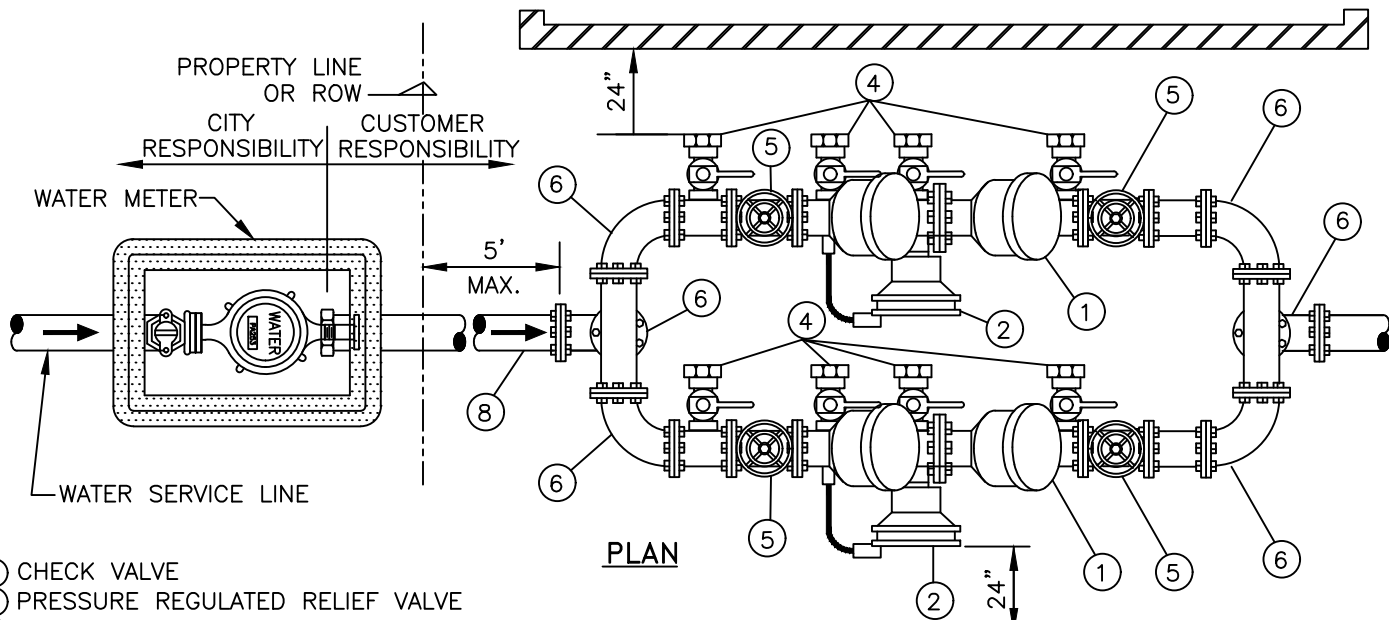 PROPERTY LINE
OR ROW
CITY
RESPONSIBILITY
CUSTOMER
RESPONSIBILITY
WATER METER
5'
MAX.
24"
4
5
5
6
6
6
6
WATER
1
2
4
8
6
WATER SERVICE LINE
5
PLAN
2
24"
1
5
6
CHECK VALVE
PRESSURE REGULATED RELIEF VALVE